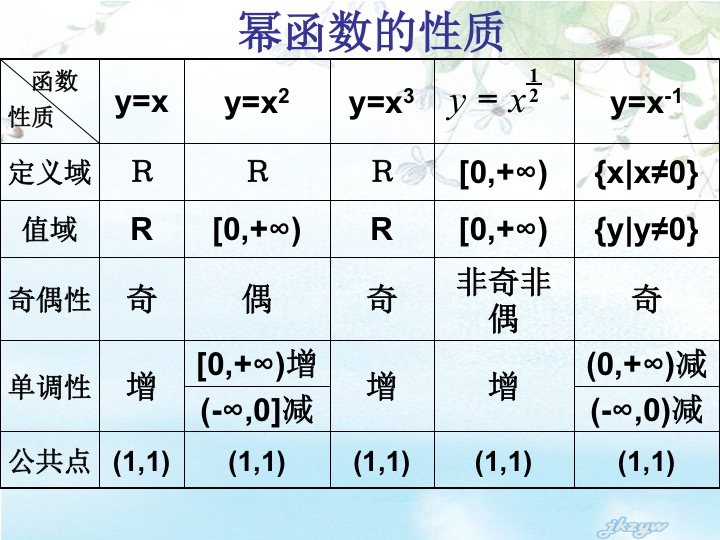 幂函数的性质
函数 性质 y=x y=x² y=x³ y = x^{1/2} y=x⁻¹
定义域 R R R [0,+∞) {x|x≠0}
值域 R [0,+∞) R [0,+∞) {y|y≠0}
奇偶性 奇 偶 奇 非奇非偶 奇
单调性 增 [0,+∞)增 (-∞,0]减 增 增 (0,+∞)减 (-∞,0)减
公共点 (1,1) (1,1) (1,1) (1,1) (1,1)
jkzyw